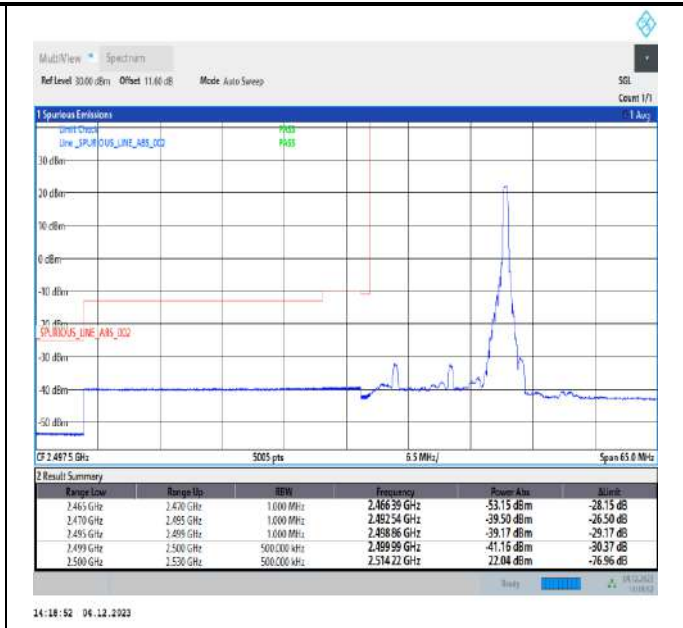 MultiView Spectrum
Ref Level 30.00 dBm Offset 11.60 dB Mode Auto Sweep SGL
Count 1/1
1 Spurious Emissions 1 Avg
Limit Check PASS
Line _SPURIOUS_LINE_ABS_002 PASS
30 dBm
20 dBm
10 dBm
0 dBm
-10 dBm
-20 dBm
_SPURIOUS_LINE_ABS_002
-30 dBm
-40 dBm
-50 dBm
CF 2.4975 GHz 5005 pts 6.5 MHz/ Span 65.0 MHz
2 Result Summary
Range Low Range Up RBW Frequency Power Abs ΔLimit
2.465 GHz 2.470 GHz 1.000 MHz 2.46639 GHz -53.15 dBm -28.15 dB
2.470 GHz 2.495 GHz 1.000 MHz 2.49254 GHz -39.50 dBm -26.50 dB
2.495 GHz 2.499 GHz 1.000 MHz 2.49886 GHz -39.17 dBm -29.17 dB
2.499 GHz 2.500 GHz 500.000 kHz 2.49999 GHz -41.16 dBm -30.37 dB
2.500 GHz 2.530 GHz 500.000 kHz 2.51422 GHz 22.04 dBm -76.96 dB
Ready
14:18:52 04.12.2023